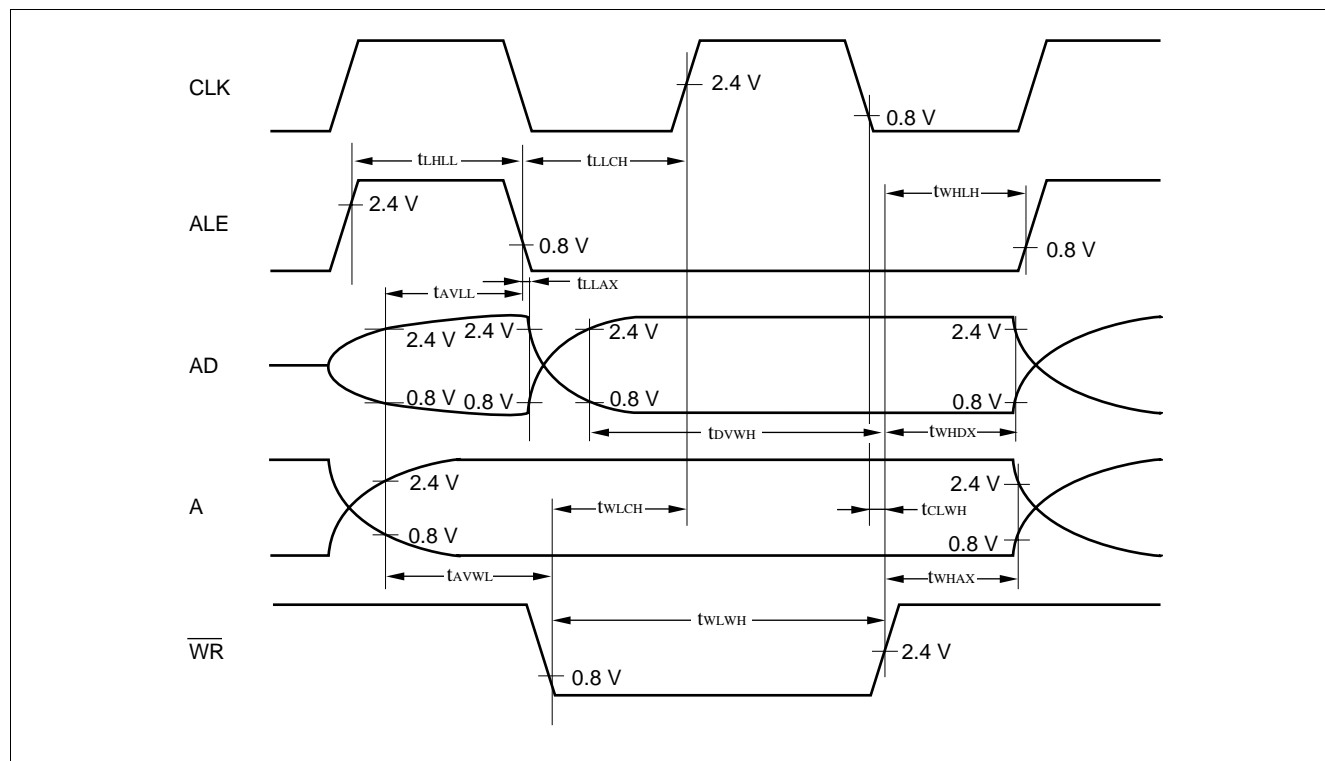 CLK
2.4 V
0.8 V
tLHLL
tLLCH
tWHLH
ALE
2.4 V
0.8 V
0.8 V
tAVLL
tLLAX
AD
2.4 V
2.4 V
2.4 V
2.4 V
0.8 V
0.8 V
0.8 V
0.8 V
tDVWH
tWHDX
A
2.4 V
2.4 V
tWLCH
tCLWH
0.8 V
0.8 V
tAVWL
tWHAX
tWLWH
WR
2.4 V
0.8 V